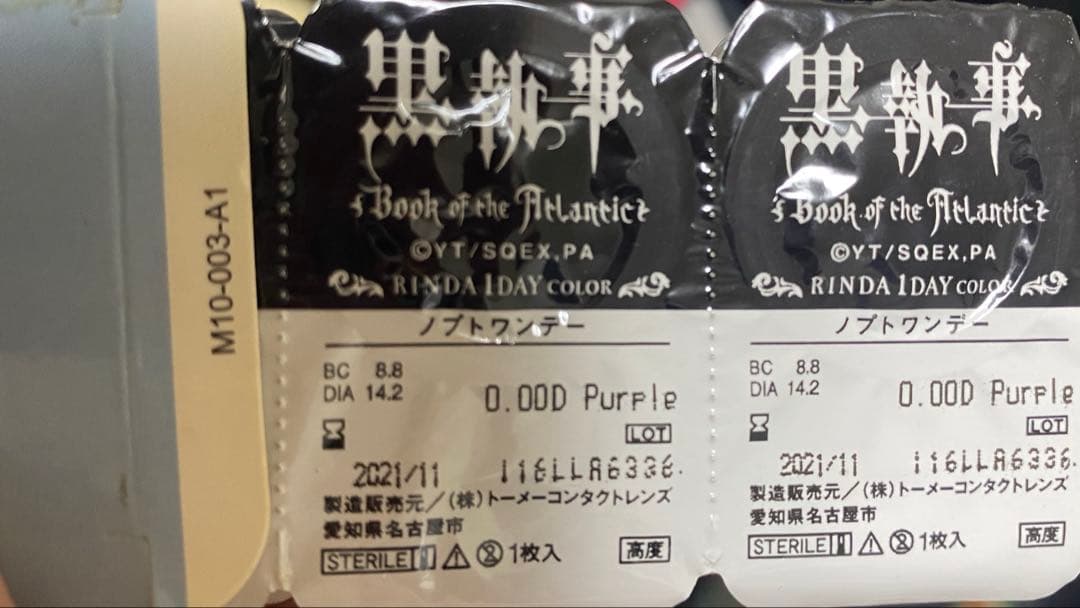 M10-003-A1
黒執事
Book of the Atlantic
©YT/SQEX,PA
RINDA 1DAY COLOR
ノプトワンデー
BC 8.8
DIA 14.2
0.00D Purple
LOT
2021/11 116LLA6336
製造販売元/(株)トーメーコンタクトレンズ
愛知県名古屋市
STERILE 1枚入 高度
黒執事
Book of the Atlantic
©YT/SQEX,PA
RINDA 1DAY COLOR
ノプトワンデー
BC 8.8
DIA 14.2
0.00D Purple
LOT
2021/11 116LLA6336
製造販売元/(株)トーメーコンタクトレンズ
愛知県名古屋市
STERILE 1枚入 高度